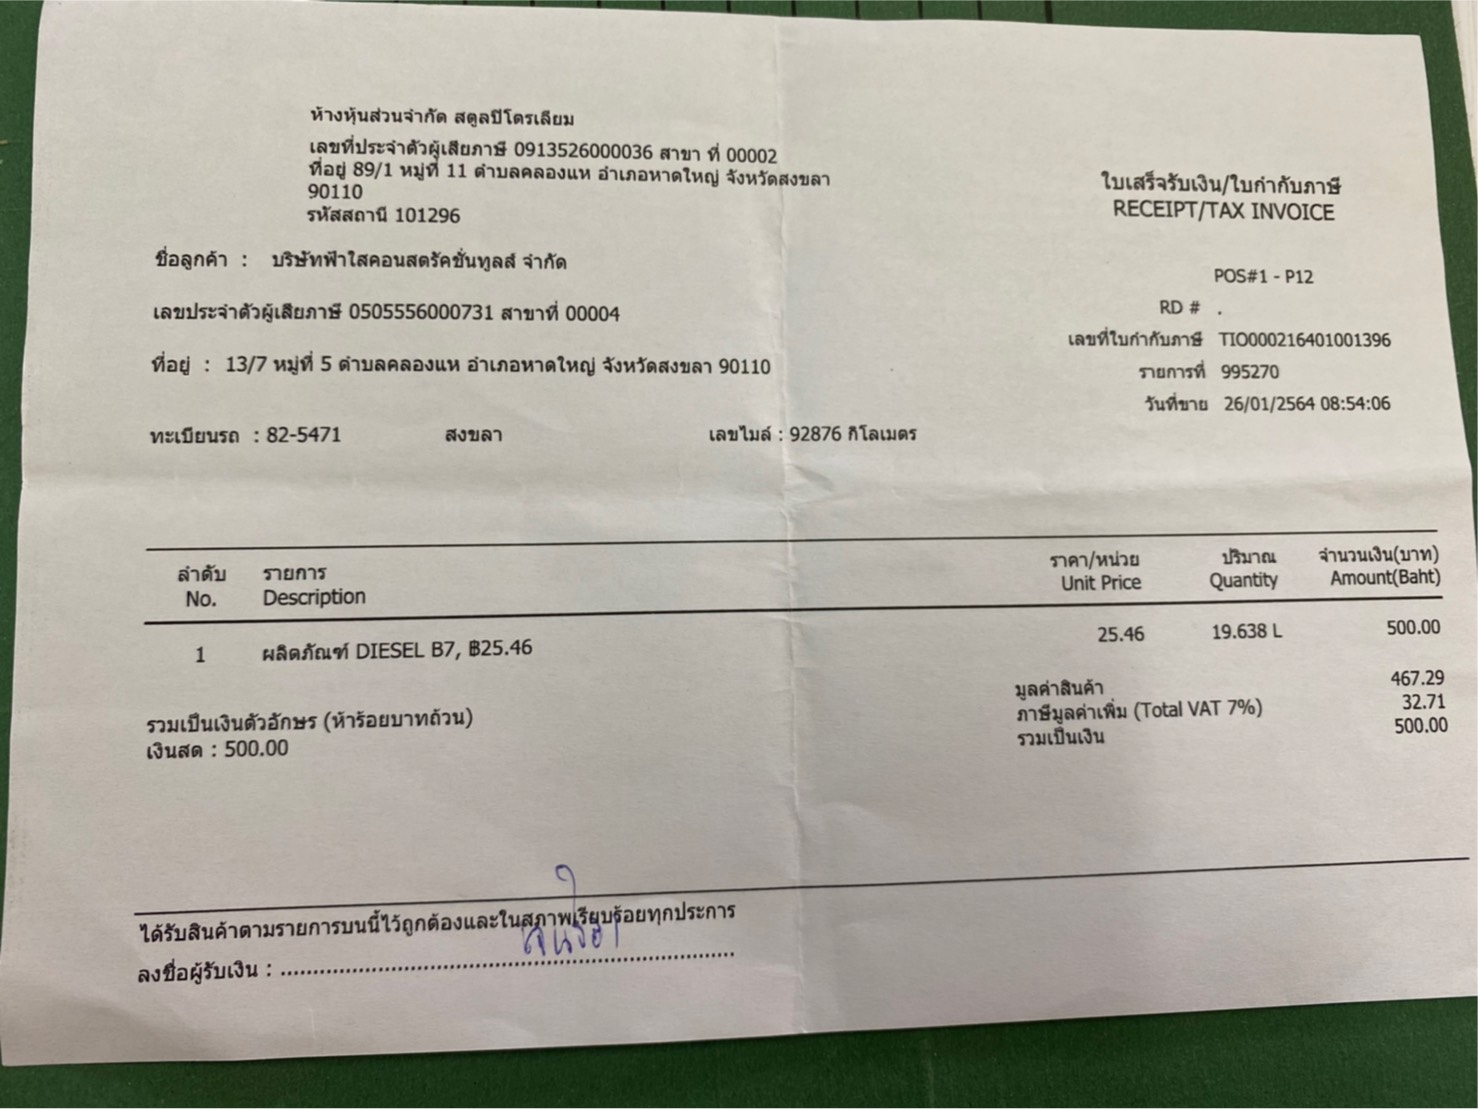 ห้างหุ้นส่วนจำกัด สตูลปิโตรเลียม
เลขที่ประจำตัวผู้เสียภาษี 0913526000036 สาขา ที่ 00002
ที่อยู่ 89/1 หมู่ที่ 11 ตำบลคลองแห อำเภอหาดใหญ่ จังหวัดสงขลา
90110
รหัสสถานี 101296
ใบเสร็จรับเงิน/ใบกำกับภาษี
RECEIPT/TAX INVOICE
ชื่อลูกค้า : บริษัทฟ้าใสคอนสตรัคชั่นทูลส์ จำกัด
เลขประจำตัวผู้เสียภาษี 0505556000731 สาขาที่ 00004
ที่อยู่ : 13/7 หมู่ที่ 5 ตำบลคลองแห อำเภอหาดใหญ่ จังหวัดสงขลา 90110
POS#1 - P12
RD # .
เลขที่ใบกำกับภาษี TIO000216401001396
รายการที่ 995270
วันที่ขาย 26/01/2564 08:54:06
ทะเบียนรถ : 82-5471 สงขลา เลขไมล์ : 92876 กิโลเมตร
ลำดับ รายการ ราคา/หน่วย ปริมาณ จำนวนเงิน(บาท)
No. Description Unit Price Quantity Amount(Baht)
1 ผลิตภัณฑ์ DIESEL B7, ฿25.46 25.46 19.638 L 500.00
มูลค่าสินค้า 467.29
ภาษีมูลค่าเพิ่ม (Total VAT 7%) 32.71
รวมเป็นเงิน 500.00
รวมเป็นเงินตัวอักษร (ห้าร้อยบาทถ้วน)
เงินสด : 500.00
ได้รับสินค้าตามรายการบนนี้ไว้ถูกต้องและในสภาพเรียบร้อยทุกประการ
ลงชื่อผู้รับเงิน : ......................................................................